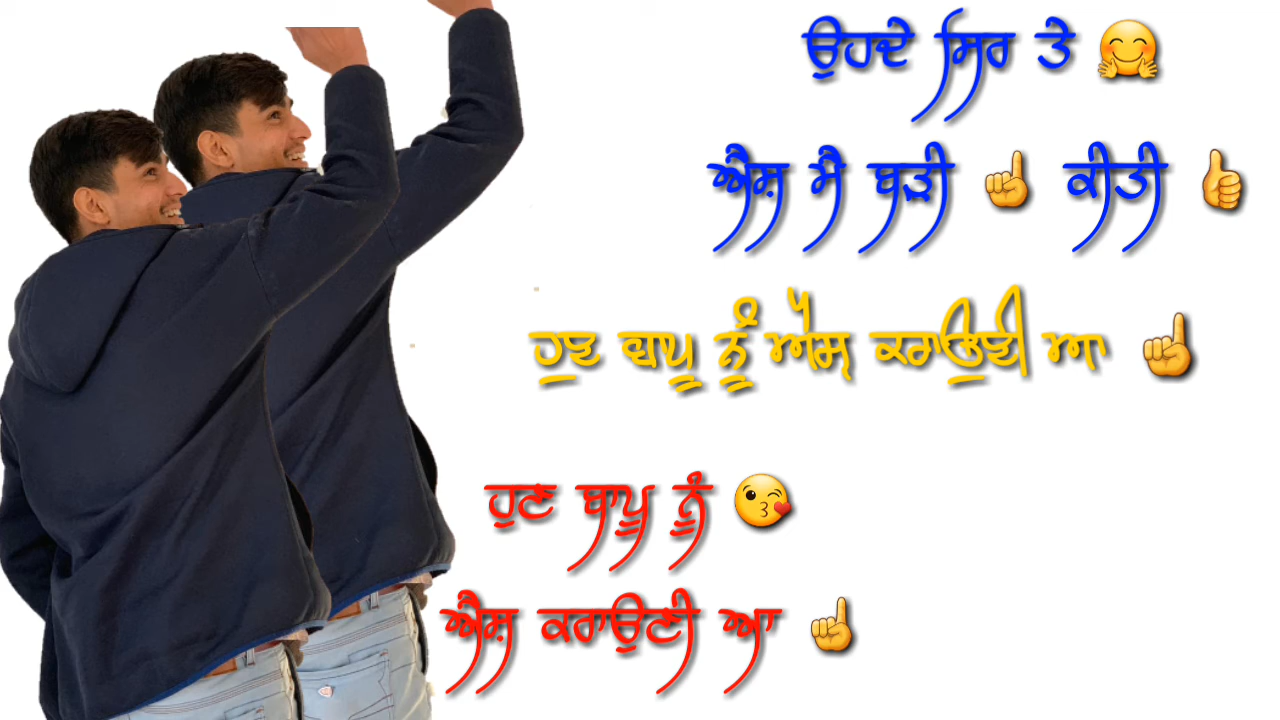 ਉਹਦੇ ਸਿਰ ਤੇ 🤗
ਐਸ਼ ਮੈ ਬੜੀ ☝️ ਕੀਤੀ 👍
ਹੁਣ ਬਾਪੂ ਨੂੰ ਐਸ਼ ਕਰਾਉਣੀ ਆ ☝️
ਹੁਣ ਬਾਪੂ ਨੂੰ 😘
ਐਸ਼ ਕਰਾਉਣੀ ਆ ☝️